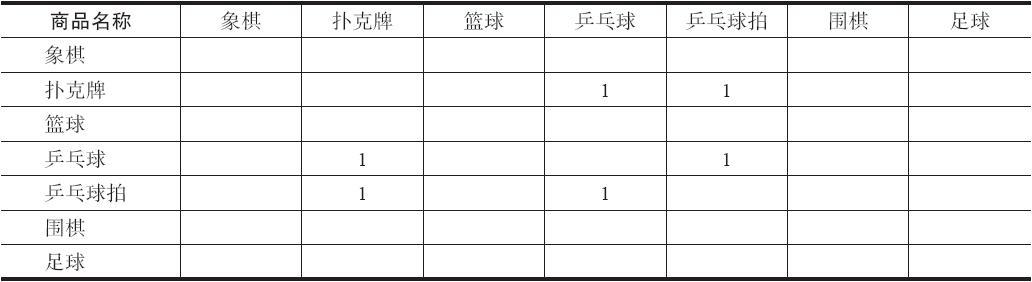 商品名称 象棋 扑克牌 篮球 乒乓球 乒乓球拍 围棋 足球
象棋
扑克牌 1 1
篮球
乒乓球 1 1
乒乓球拍 1 1
围棋
足球